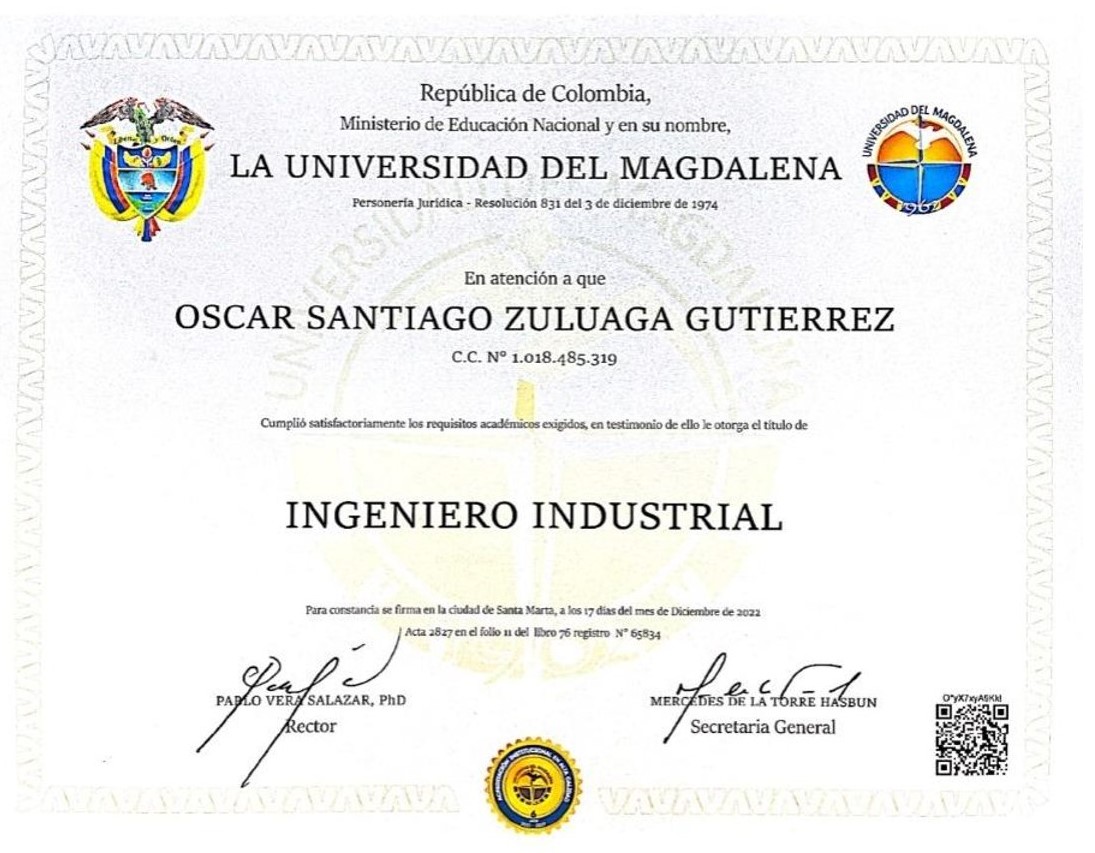 República de Colombia,
Ministerio de Educación Nacional y en su nombre,
LA UNIVERSIDAD DEL MAGDALENA
Personería Jurídica - Resolución 831 del 3 de diciembre de 1974
UNIVERSIDAD DEL MAGDALENA
1962
En atención a que
OSCAR SANTIAGO ZULUAGA GUTIERREZ
C.C. Nº 1.018.485.319
Cumplió satisfactoriamente los requisitos académicos exigidos, en testimonio de ello le otorga el título de
INGENIERO INDUSTRIAL
Para constancia se firma en la ciudad de Santa Marta, a los 17 días del mes de Diciembre de 2022
Acta 2827 en el folio 11 del libro 76 registro Nº 65834
PABLO VERA SALAZAR, PhD
Rector
MERCEDES DE LA TORRE HASBUN
Secretaria General